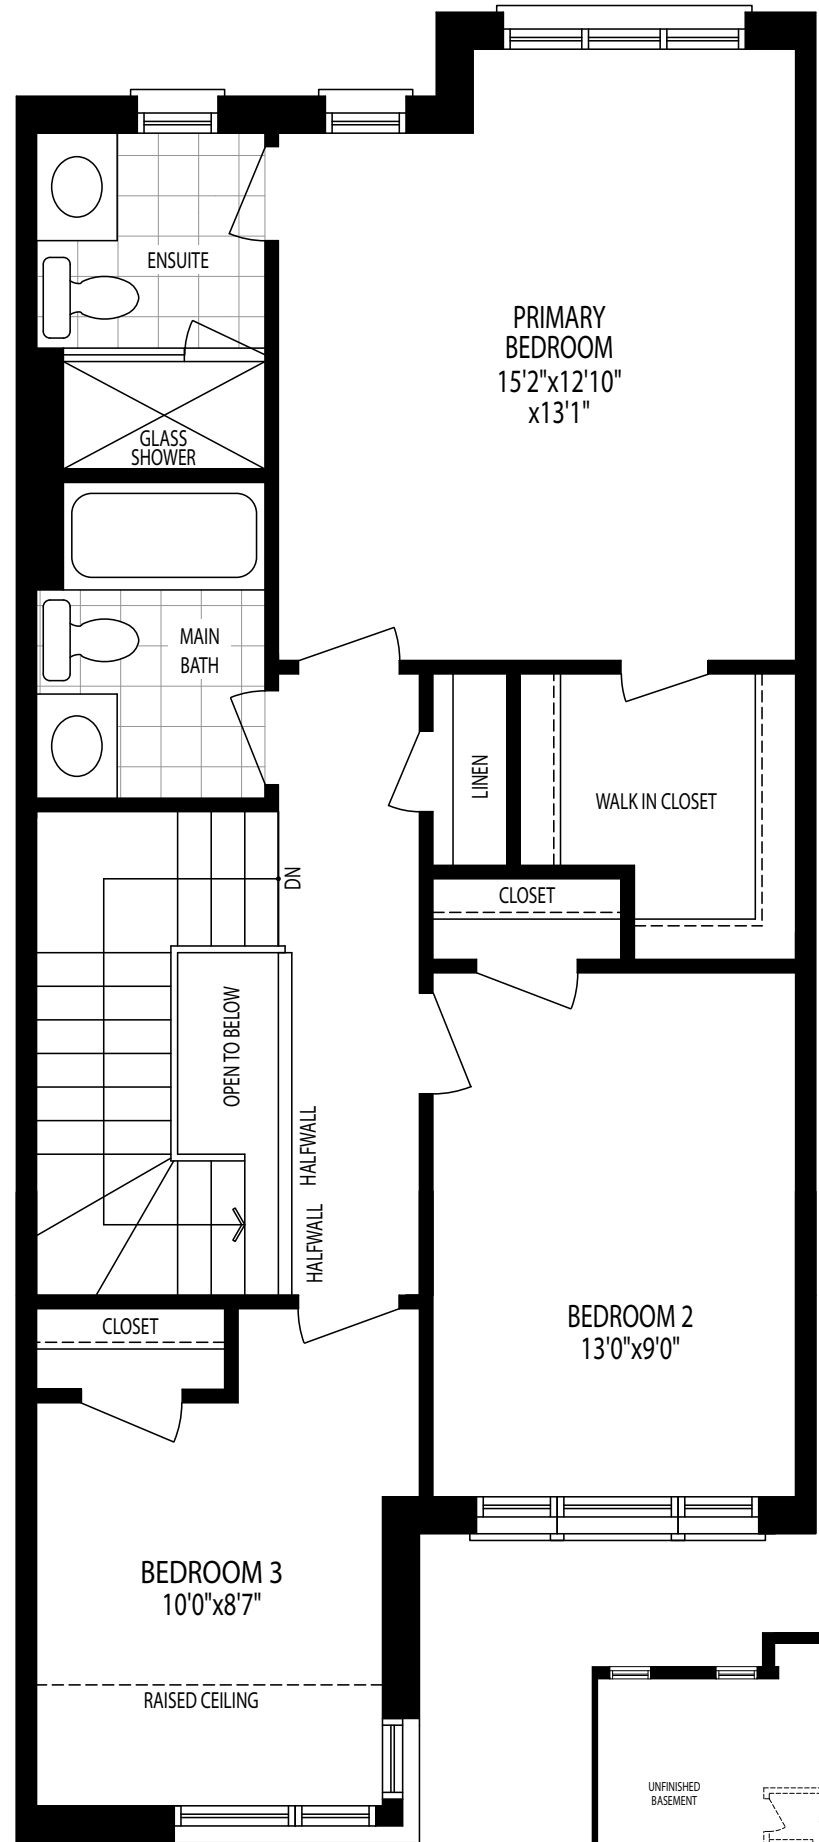 ENSUITE
PRIMARY
BEDROOM
15'2"x12'10"
x13'1"
GLASS
SHOWER
MAIN
BATH
LINEN
WALK IN CLOSET
DN
CLOSET
OPEN TO BELOW
HALFWALL
HALFWALL
CLOSET
BEDROOM 2
13'0"x9'0"
BEDROOM 3
10'0"x8'7"
RAISED CEILING
UNFINISHED
BASEMENT